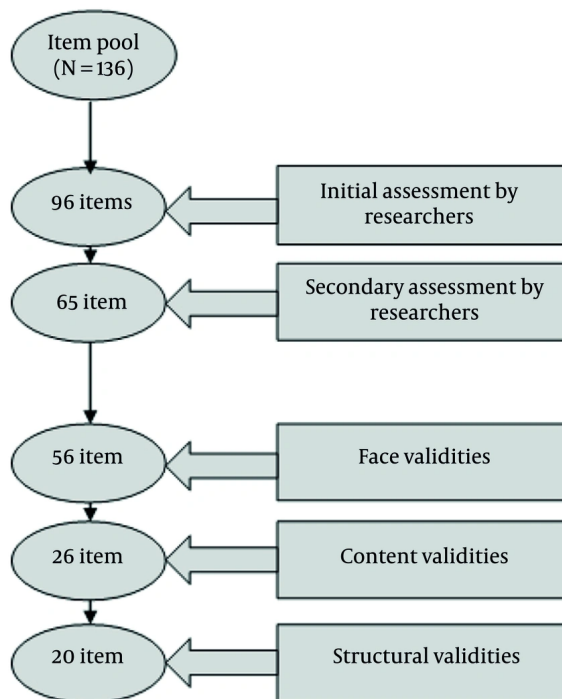 Item pool
(N = 136)
96 items
Initial assessment by
researchers
65 item
Secondary assessment by
researchers
56 item
Face validities
26 item
Content validities
20 item
Structural validities